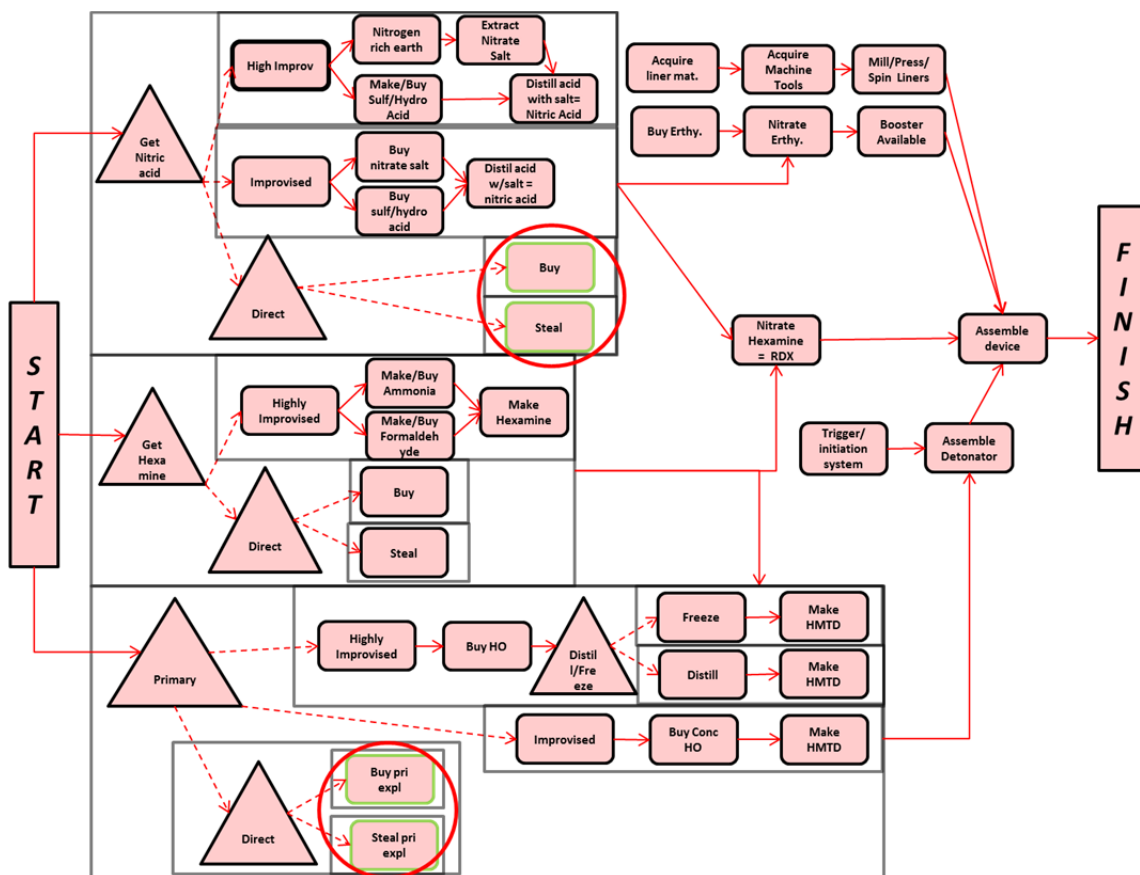 START
Get
Nitric
acid
High Improv
Nitrogen
rich earth
Extract
Nitrate
Salt
Make/Buy
Sulf/Hydro
Acid
Distill acid
with salt=
Nitric Acid
Improvised
Buy
nitrate salt
Buy
sulf/hydro
acid
Distil acid
w/salt =
nitric acid
Direct
Buy
Steal
Acquire
liner mat.
Acquire
Machine
Tools
Mill/Press/
Spin Liners
Buy Erthy.
Nitrate
Erthy.
Booster
Available
Get
Hexa
mine
Highly
Improvised
Make/Buy
Ammonia
Make/Buy
Formaldeh
yde
Make
Hexamine
Direct
Buy
Steal
Nitrate
Hexamine
= RDX
Assemble
device
Trigger/
initiation
system
Assemble
Detonator
Primary
Highly
Improvised
Buy HO
Distil
l/Fre
eze
Freeze
Make
HMTD
Distill
Make
HMTD
Improvised
Buy Conc
HO
Make
HMTD
Direct
Buy pri
expl
Steal pri
expl
FINISH